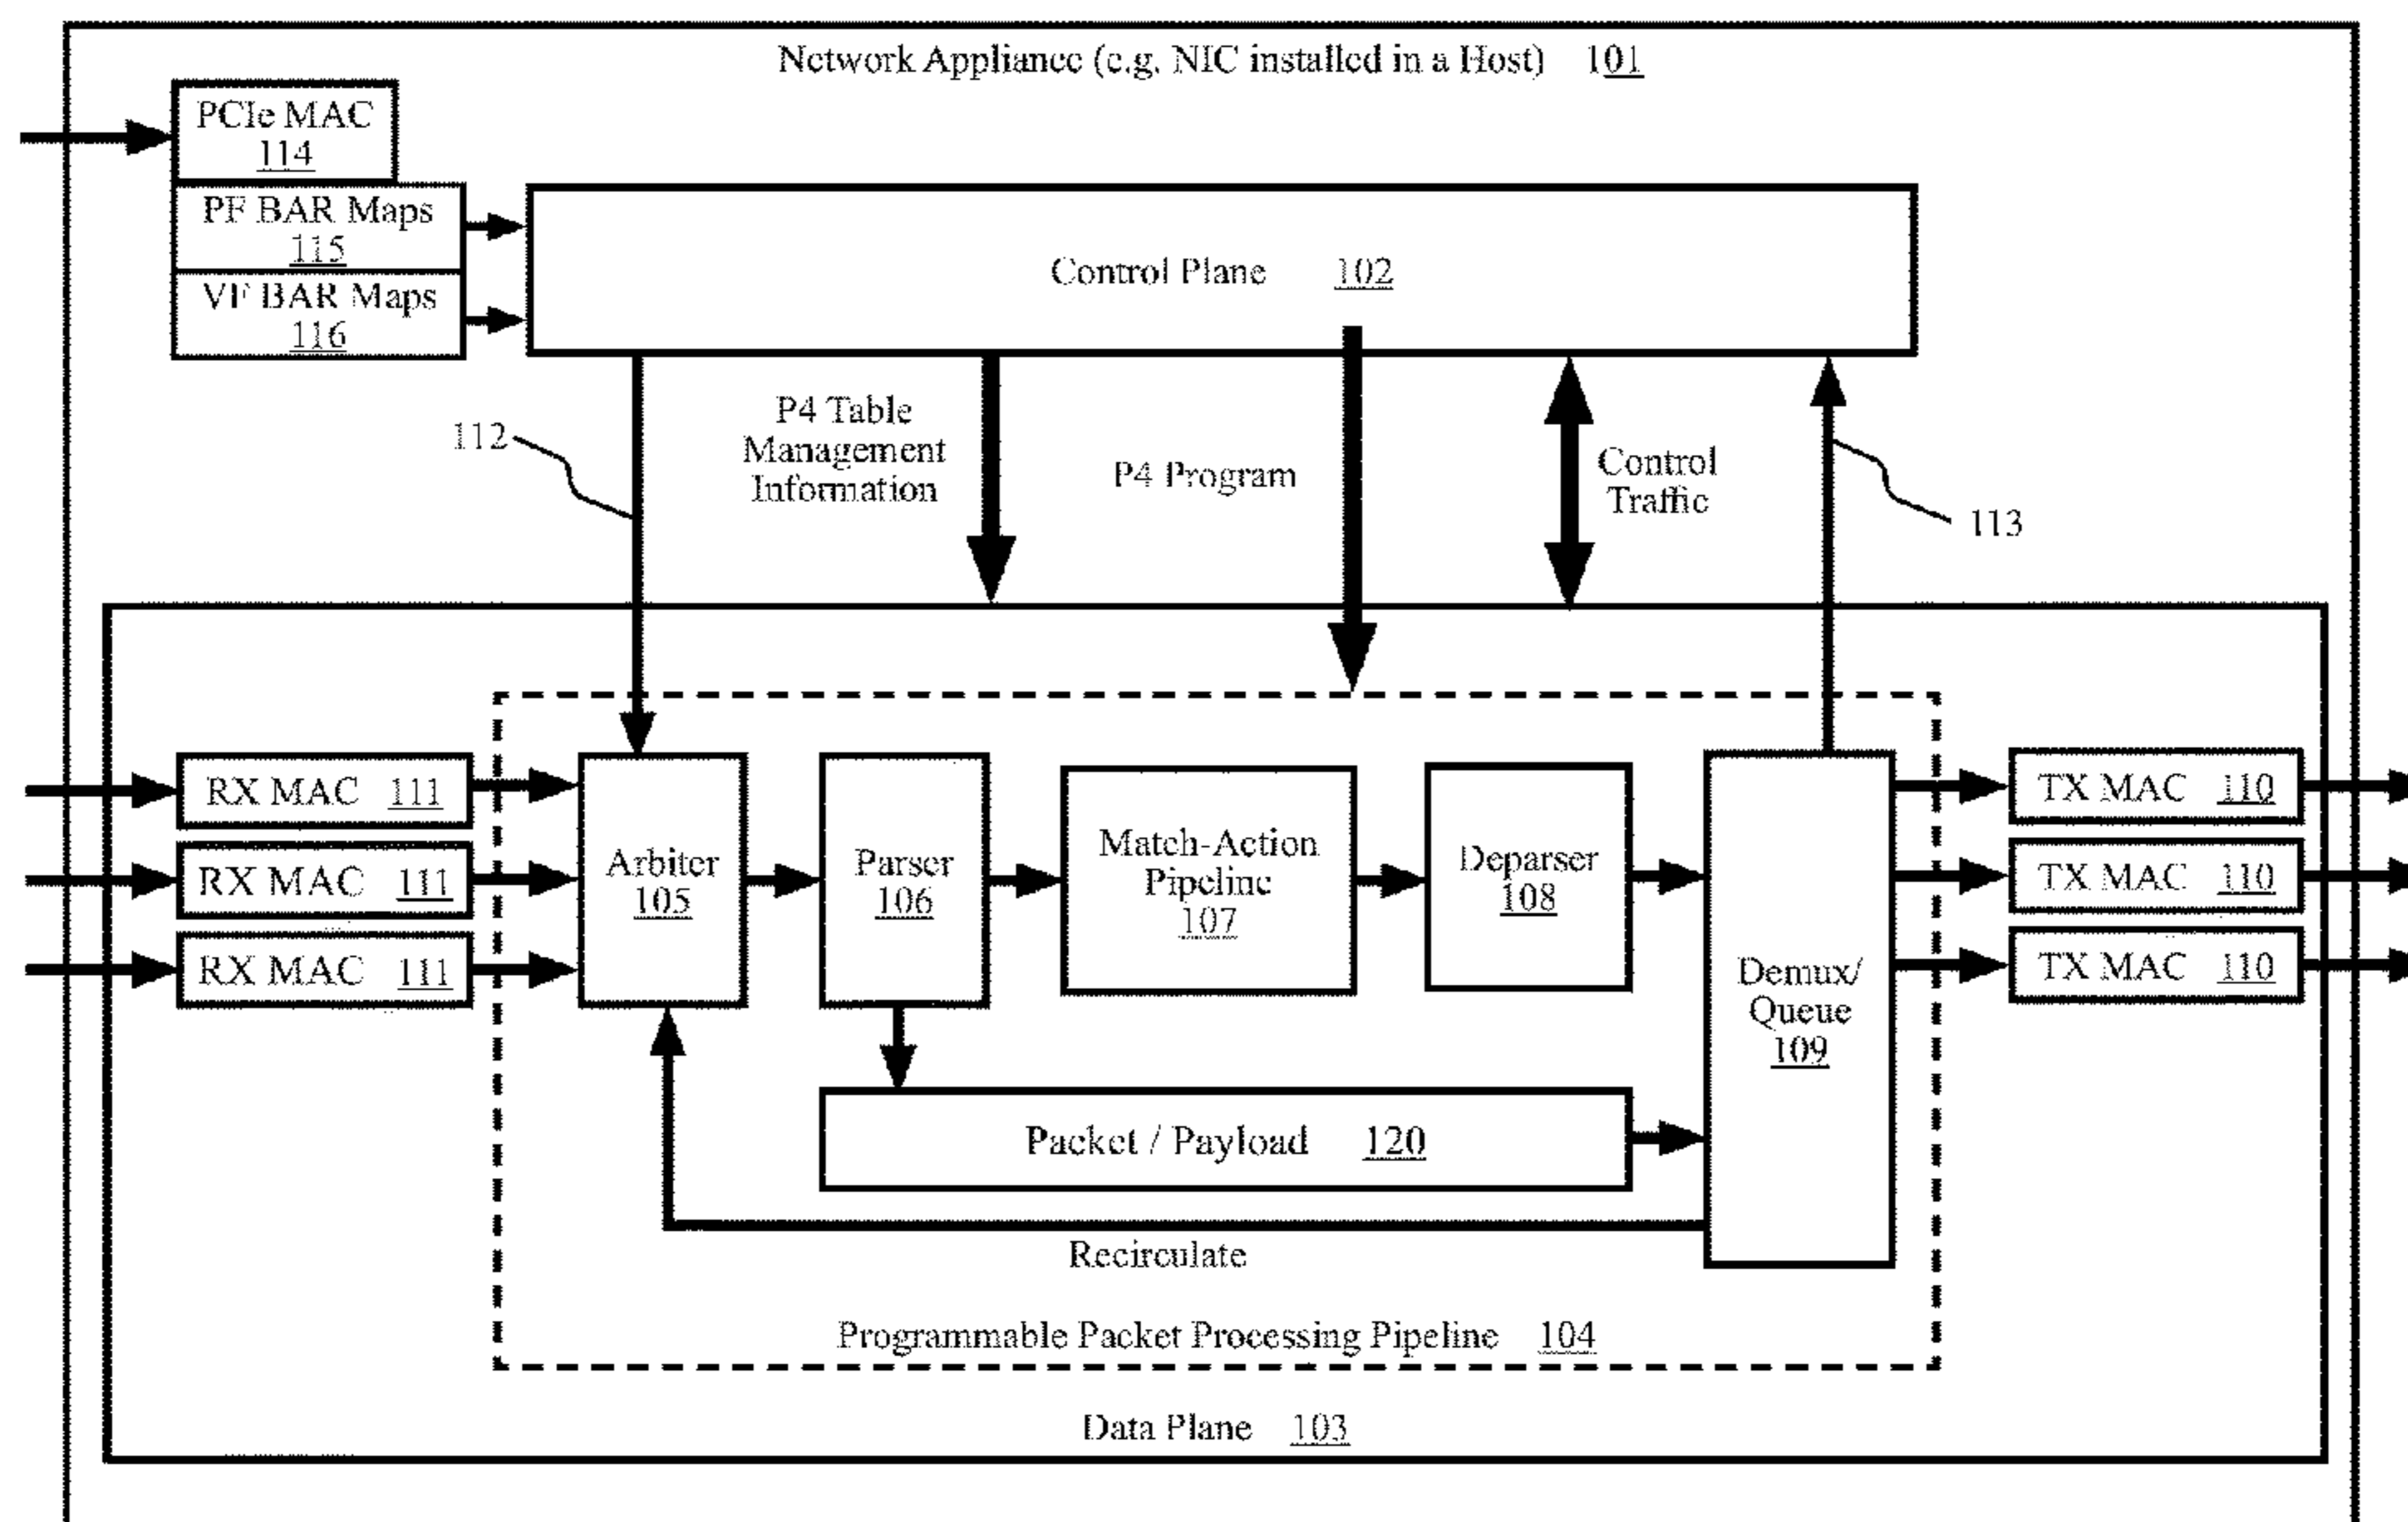 Network Appliance (e.g. NIC installed in a Host) 101
PCIe MAC
114
PF BAR Maps
115
VF BAR Maps
116
Control Plane 102
112
P4 Table
Management
Information
P4 Program
Control
Traffic
113
RX MAC 111
RX MAC 111
RX MAC 111
Arbiter
105
Parser
106
Match-Action
Pipeline
107
Deparser
108
Demux/
Queue
109
TX MAC 110
TX MAC 110
TX MAC 110
Packet / Payload 120
Recirculate
Programmable Packet Processing Pipeline 104
Data Plane 103